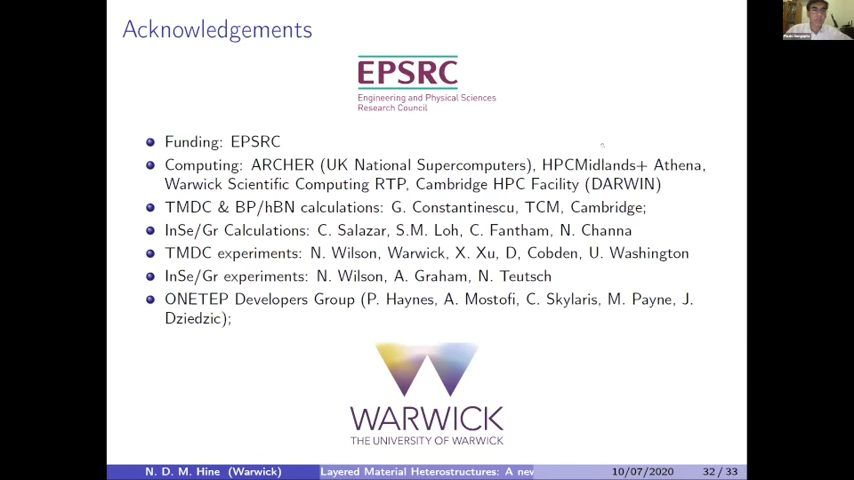 Acknowledgements
EPSRC
Engineering and Physical Sciences
Research Council
Funding: EPSRC
Computing: ARCHER (UK National Supercomputers), HPCMidlands+ Athena,
Warwick Scientific Computing RTP, Cambridge HPC Facility (DARWIN)
TMDC & BP/hBN calculations: G. Constantinescu, TCM, Cambridge;
InSe/Gr Calculations: C. Salazar, S.M. Loh, C. Fantham, N. Channa
TMDC experiments: N. Wilson, Warwick, X. Xu, D, Cobden, U. Washington
InSe/Gr experiments: N. Wilson, A. Graham, N. Teutsch
ONETEP Developers Group (P. Haynes, A. Mostofi, C. Skylaris, M. Payne, J.
Dziedzic);
WARWICK
THE UNIVERSITY OF WARWICK
N. D. M. Hine (Warwick) Layered Material Heterostructures: A new 10/07/2020 32 / 33